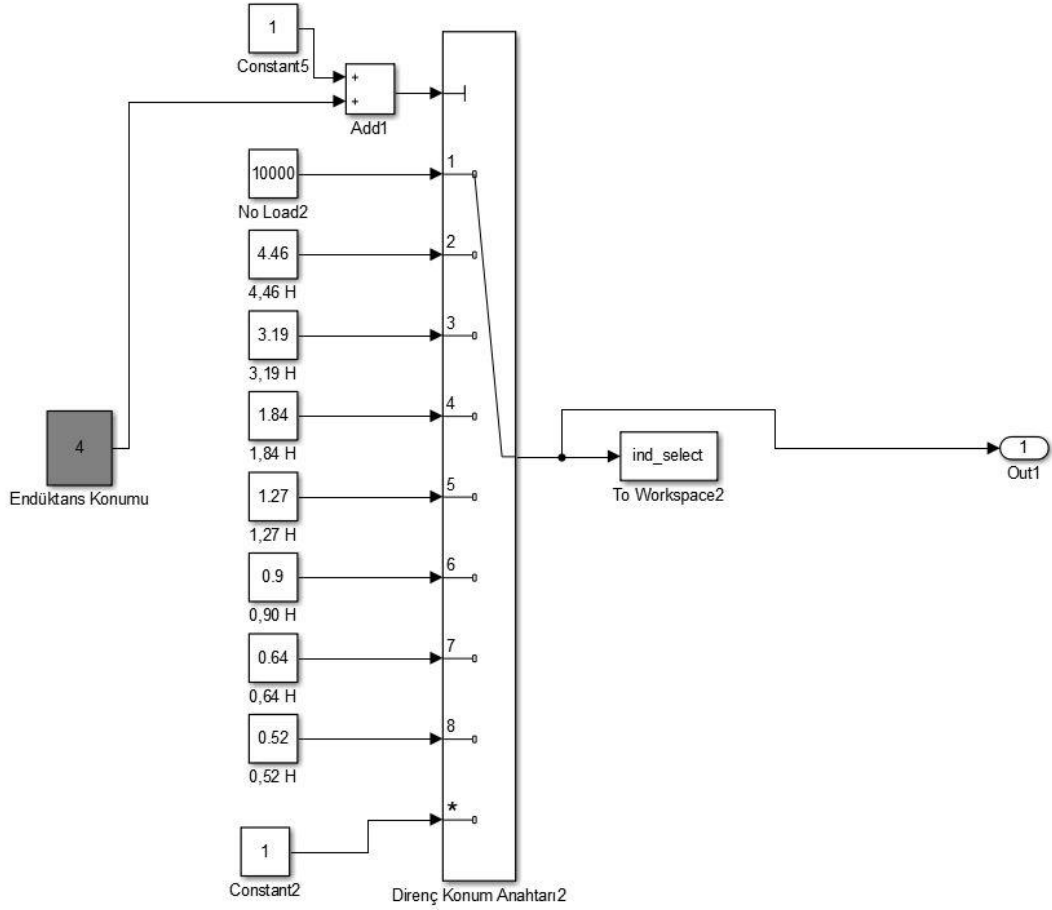 1
Constant5
+
+
Add1
1
10000
No Load2
2
4.46
4,46 H
3
3.19
3,19 H
4
1.84
1,84 H
4
Endüktans Konumu
ind_select
To Workspace2
1
Out1
5
1.27
1,27 H
6
0.9
0,90 H
7
0.64
0,64 H
8
0.52
0,52 H
*
1
Constant2
Direnç Konum Anahtarı2